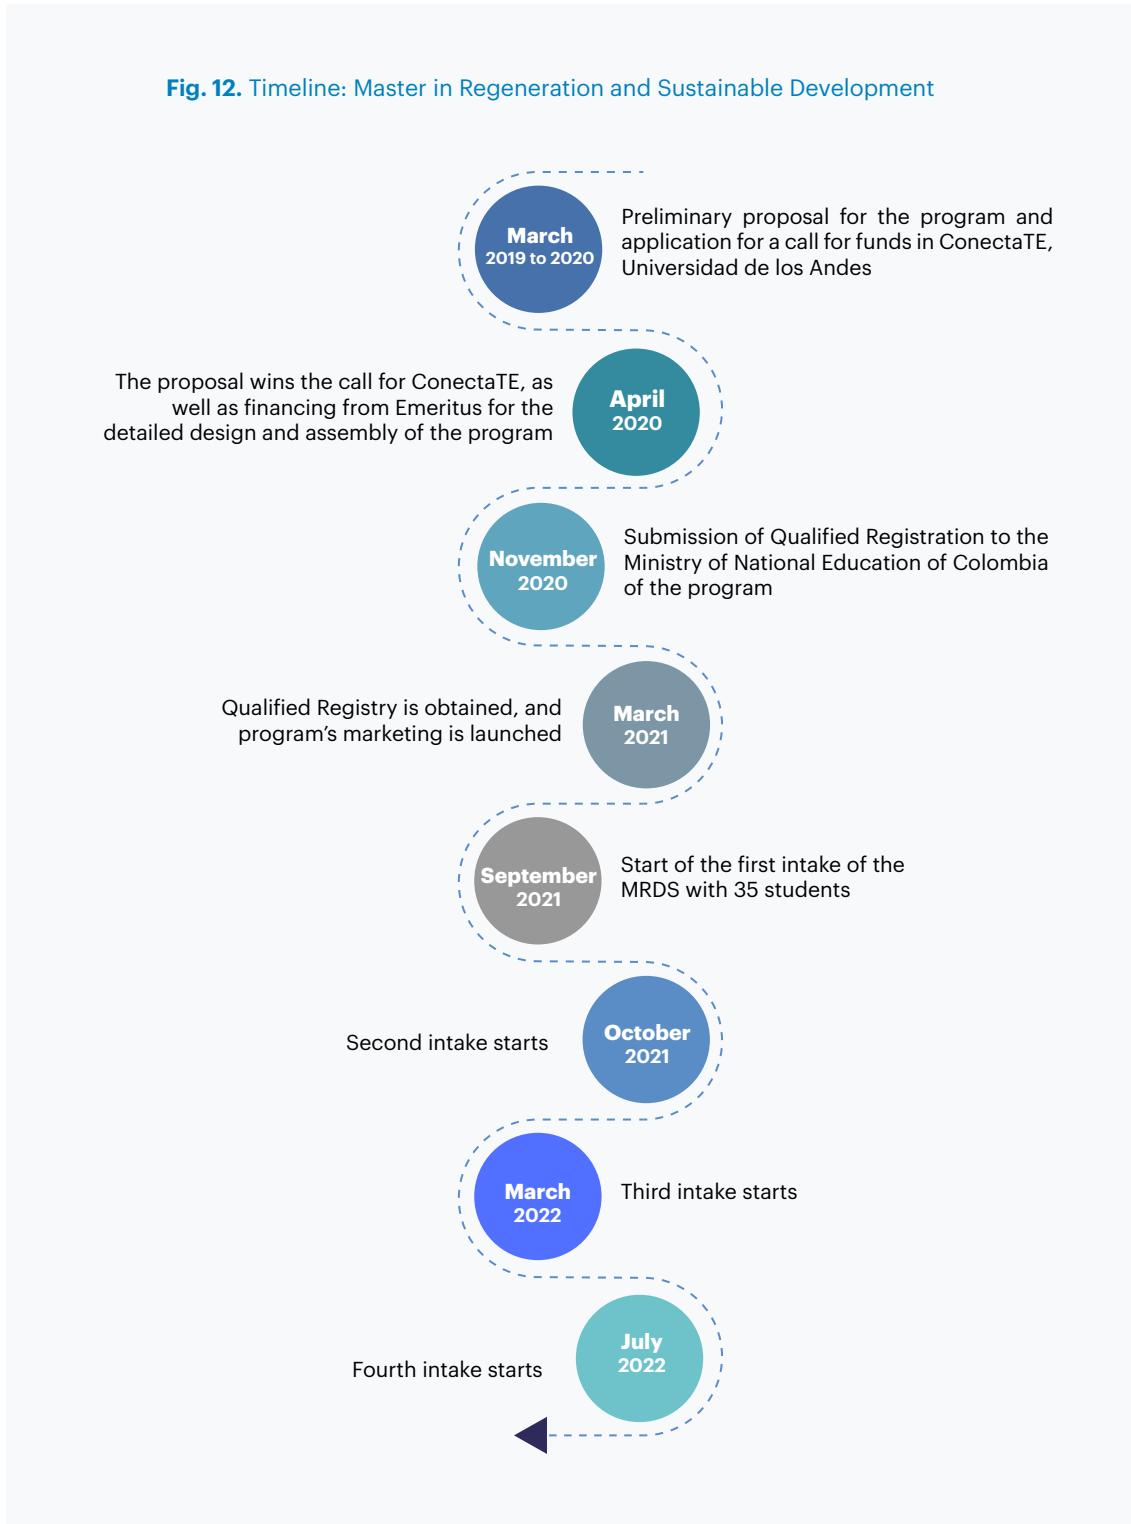 Fig. 12. Timeline: Master in Regeneration and Sustainable Development
March
2019 to 2020
Preliminary proposal for the program and
application for a call for funds in ConectaTE,
Universidad de los Andes
The proposal wins the call for ConectaTE, as
well as financing from Emeritus for the
detailed design and assembly of the program
April
2020
November
2020
Submission of Qualified Registration to the
Ministry of National Education of Colombia
of the program
Qualified Registry is obtained, and
program’s marketing is launched
March
2021
September
2021
Start of the first intake of the
MRDS with 35 students
Second intake starts
October
2021
March
2022
Third intake starts
Fourth intake starts
July
2022